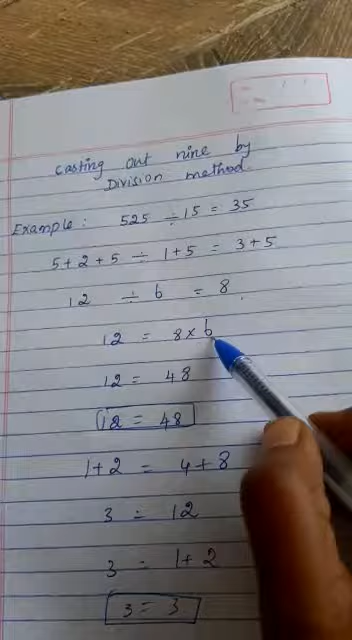 Casting out nine by
Division method.
Example: 525 ÷ 15 = 35
5+2+5 ÷ 1+5 = 3+5
12 ÷ 6 = 8
12 = 8×6
12 = 48
12 = 48
1+2 = 4+8
3 = 12
3 = 1+2
3 = 3